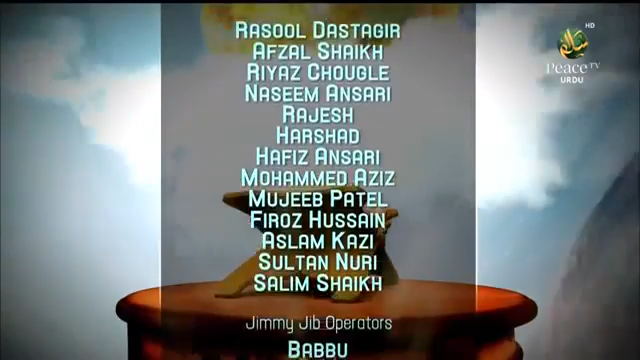 Rasool Dastagir
Afzal Shaikh
Riyaz Chougle
Naseem Ansari
Rajesh
Harshad
Hafiz Ansari
Mohammed Aziz
Mujeeb Patel
Firoz Hussain
Aslam Kazi
Sultan Nuri
Salim Shaikh
Jimmy Jib Operators
Babbu
HD
Peace TV
URDU